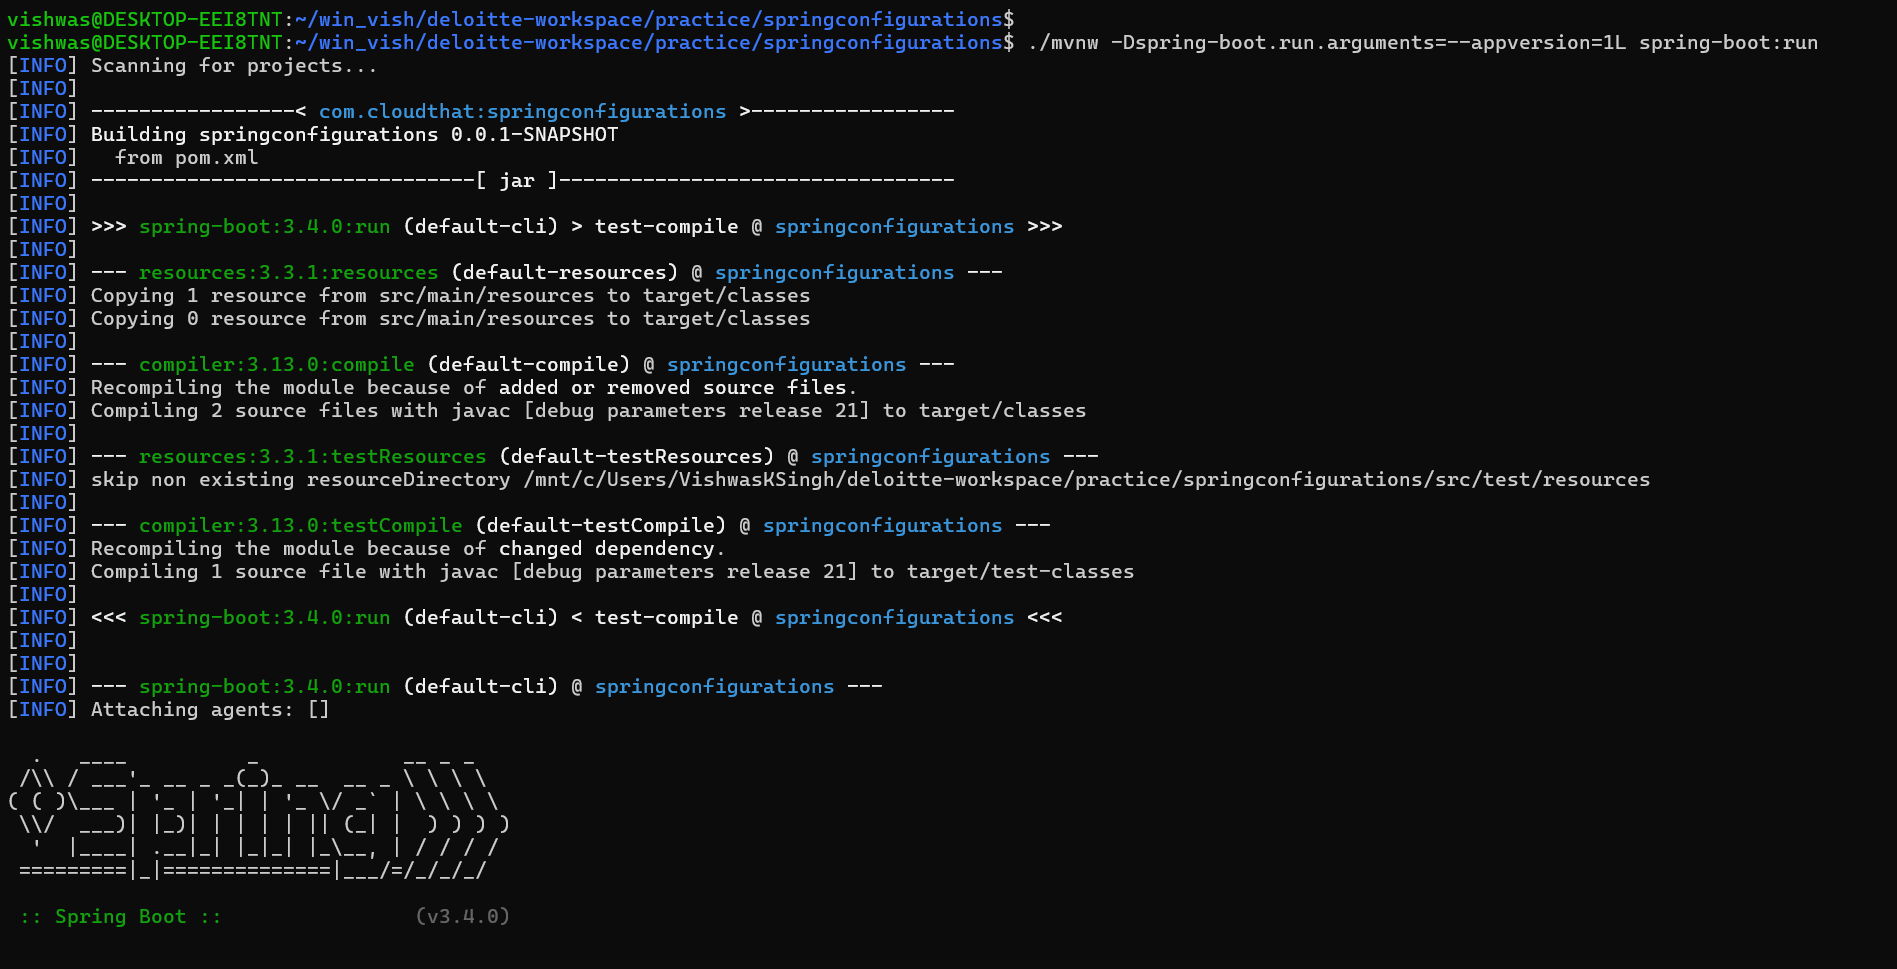 vishwas@DESKTOP-EEI8TNT:~/win_vish/deloitte-workspace/practice/springconfigurations$
vishwas@DESKTOP-EEI8TNT:~/win_vish/deloitte-workspace/practice/springconfigurations$ ./mvnw -Dspring-boot.run.arguments=--appversion=1L spring-boot:run
[INFO] Scanning for projects...
[INFO]
[INFO] -----------------< com.cloudthat:springconfigurations >-----------------
[INFO] Building springconfigurations 0.0.1-SNAPSHOT
[INFO]   from pom.xml
[INFO] --------------------------------[ jar ]---------------------------------
[INFO]
[INFO] >>> spring-boot:3.4.0:run (default-cli) > test-compile @ springconfigurations >>>
[INFO]
[INFO] --- resources:3.3.1:resources (default-resources) @ springconfigurations ---
[INFO] Copying 1 resource from src/main/resources to target/classes
[INFO] Copying 0 resource from src/main/resources to target/classes
[INFO]
[INFO] --- compiler:3.13.0:compile (default-compile) @ springconfigurations ---
[INFO] Recompiling the module because of added or removed source files.
[INFO] Compiling 2 source files with javac [debug parameters release 21] to target/classes
[INFO]
[INFO] --- resources:3.3.1:testResources (default-testResources) @ springconfigurations ---
[INFO] skip non existing resourceDirectory /mnt/c/Users/VishwasKSingh/deloitte-workspace/practice/springconfigurations/src/test/resources
[INFO]
[INFO] --- compiler:3.13.0:testCompile (default-testCompile) @ springconfigurations ---
[INFO] Recompiling the module because of changed dependency.
[INFO] Compiling 1 source file with javac [debug parameters release 21] to target/test-classes
[INFO]
[INFO] <<< spring-boot:3.4.0:run (default-cli) < test-compile @ springconfigurations <<<
[INFO]
[INFO]
[INFO] --- spring-boot:3.4.0:run (default-cli) @ springconfigurations ---
[INFO] Attaching agents: []
  .   ____          _            __ _ _
 /\\ / ___'_ __ _ _(_)_ __  __ _ \ \ \ \
( ( )\___ | '_ | '_| | '_ \/ _` | \ \ \ \
 \\/  ___)| |_)| | | | | || (_| |  ) ) ) )
  '  |____| .__|_| |_|_| |_\__, | / / / /
 =========|_|==============|___/=/_/_/_/
 :: Spring Boot ::                (v3.4.0)